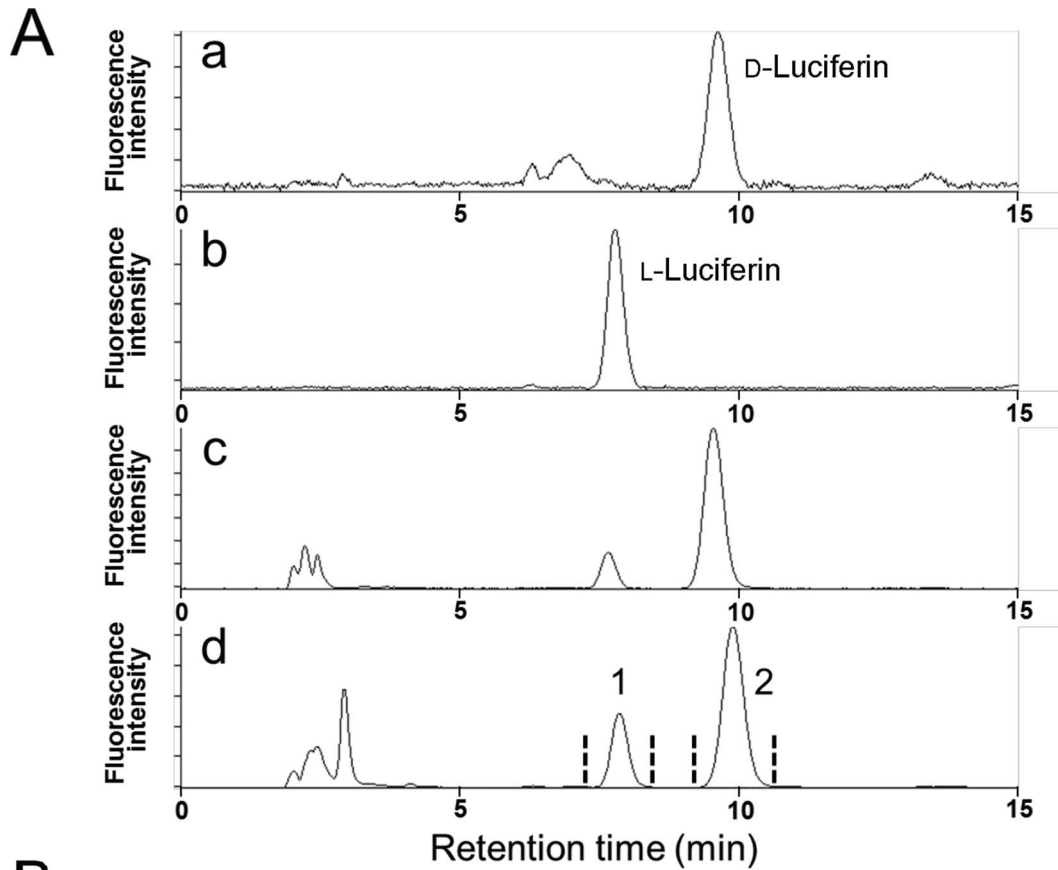 A
Fluorescence
intensity
a
D-Luciferin
0 5 10 15
Fluorescence
intensity
b
L-Luciferin
0 5 10 15
Fluorescence
intensity
c
0 5 10 15
Fluorescence
intensity
d
1 2
0 5 10 15
Retention time (min)